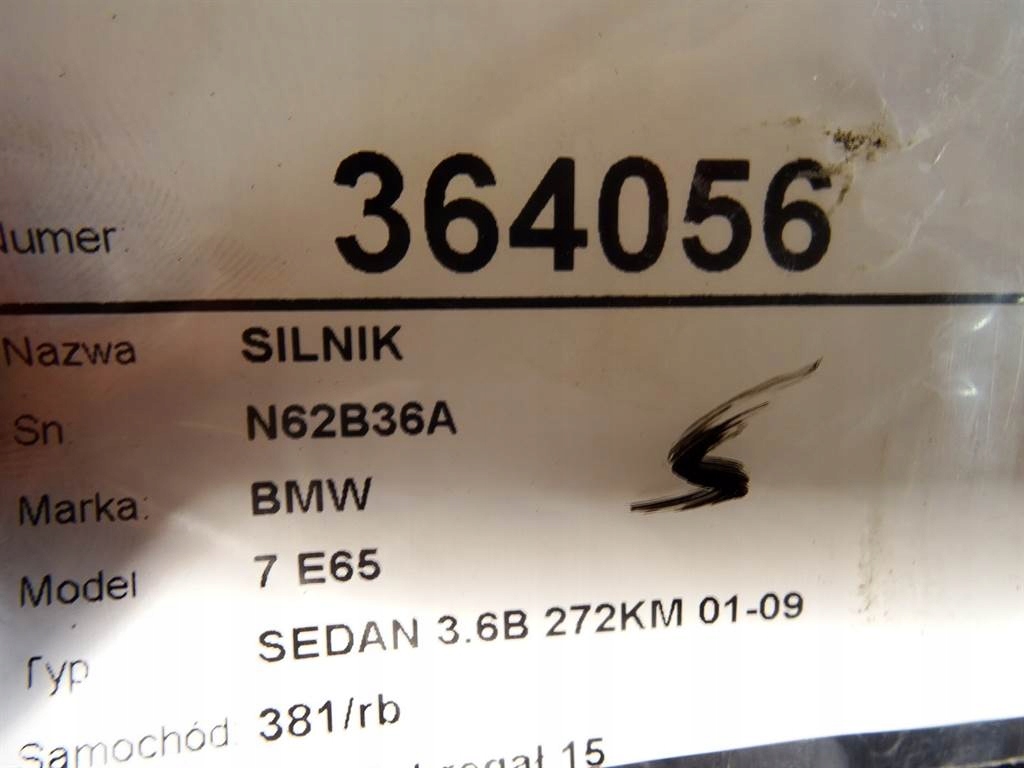 Numer: 364056
Nazwa SILNIK
Sn N62B36A
Marka: BMW
Model 7 E65
Typ SEDAN 3.6B 272KM 01-09
Samochód 381/rb
regał 15
S